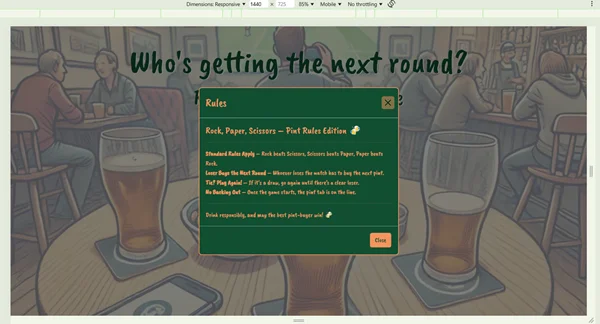 Dimensions: Responsive 1440 x 725 85% Mobile No throttling
Who's getting the next round?
Rules
Rock, Paper, Scissors – Pint Rules Edition 🍻
Standard Rules Apply – Rock beats Scissors, Scissors beats Paper, Paper beats
Rock.
Loser Buys the Next Round – Whoever loses the match has to buy the next pint.
Tie? Play Again! – If it's a draw, go again until there's a clear loser.
No Backing Out – Once the game starts, the pint tab is on the line.
Drink responsibly, and may the best pint-buyer win! 🍻
Close